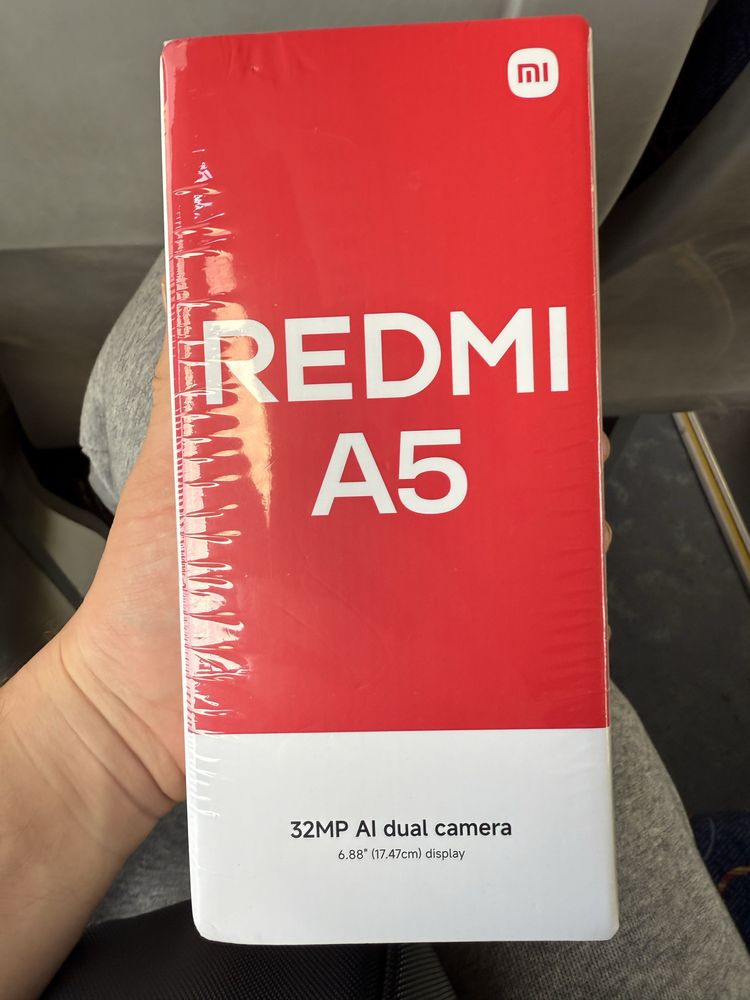 mi
REDMI
A5
32MP AI dual camera
6.88" (17.47cm) display